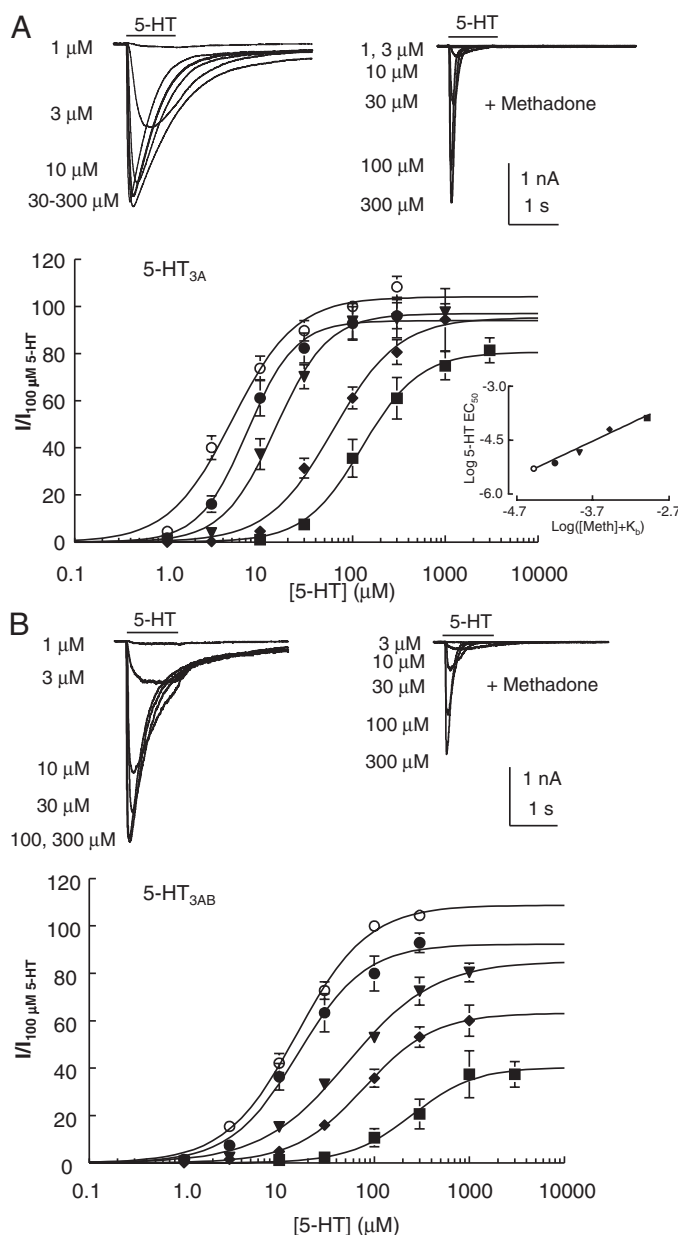 A
5-HT
1 μM
3 μM
10 μM
30-300 μM
5-HT
1, 3 μM
10 μM
30 μM
+ Methadone
100 μM
300 μM
1 nA
1 s
5-HT3A
I/I100 μM 5-HT
120
100
80
60
40
20
0
0.1
1.0
10
100
1000
10000
[5-HT] (μM)
Log 5-HT EC50
-3.0
-4.5
-6.0
-4.7
-3.7
-2.7
Log([Meth]+Kb)
B
5-HT
1 μM
3 μM
10 μM
30 μM
100, 300 μM
5-HT
3 μM
10 μM
30 μM
+ Methadone
100 μM
300 μM
1 nA
1 s
5-HT3AB
I/I100 μM 5-HT
120
100
80
60
40
20
0
0.1
1.0
10
100
1000
10000
[5-HT] (μM)